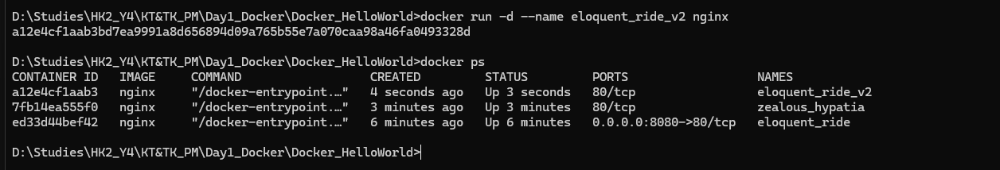 D:\Studies\HK2_Y4\KT&TK_PM\Day1_Docker\Docker_HelloWorld>docker run -d --name eloquent_ride_v2 nginx
a12e4cf1aab3bd7ea9991a8d656894d09a765b55e7a070caa98a46fa0493328d
D:\Studies\HK2_Y4\KT&TK_PM\Day1_Docker\Docker_HelloWorld>docker ps
CONTAINER ID   IMAGE     COMMAND                  CREATED         STATUS         PORTS                  NAMES
a12e4cf1aab3   nginx     "/docker-entrypoint.…"   4 seconds ago   Up 3 seconds   80/tcp                 eloquent_ride_v2
7fb14ea555f0   nginx     "/docker-entrypoint.…"   3 minutes ago   Up 3 minutes   80/tcp                 zealous_hypatia
ed33d44bef42   nginx     "/docker-entrypoint.…"   6 minutes ago   Up 6 minutes   0.0.0.0:8080->80/tcp   eloquent_ride
D:\Studies\HK2_Y4\KT&TK_PM\Day1_Docker\Docker_HelloWorld>